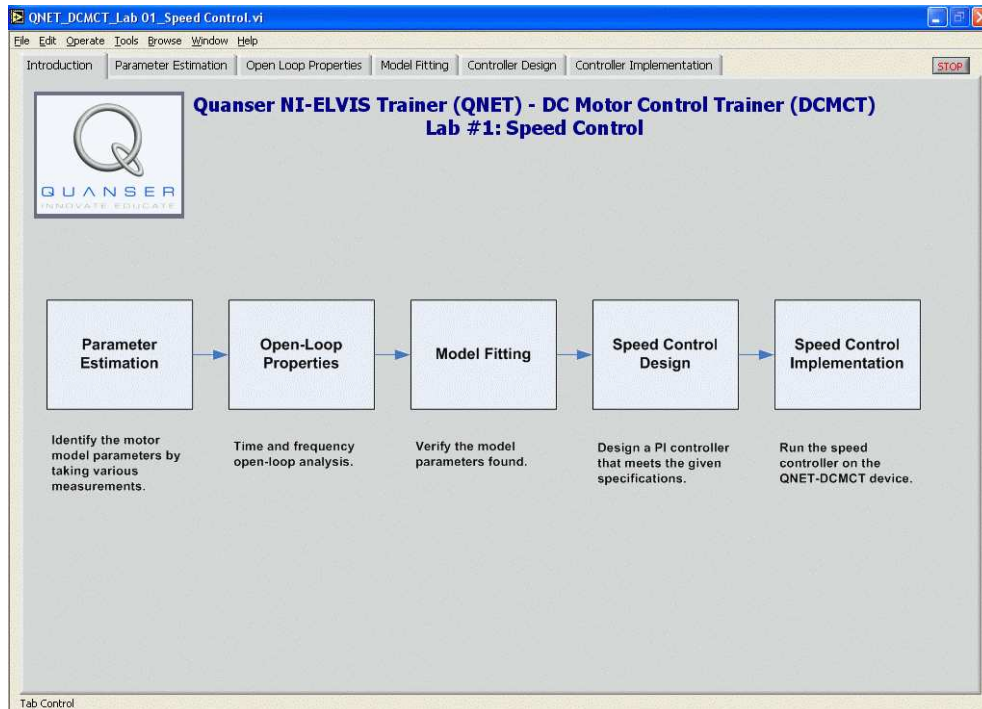 QNET_DCMCT_Lab 01_Speed Control.vi
File Edit Operate Tools Browse Window Help
Introduction Parameter Estimation Open Loop Properties Model Fitting Controller Design Controller Implementation STOP
Quanser NI-ELVIS Trainer (QNET) - DC Motor Control Trainer (DCMCT)
Lab #1: Speed Control
QUANSER
INNOVATE EDUCATE
Parameter
Estimation
Open-Loop
Properties
Model Fitting
Speed Control
Design
Speed Control
Implementation
Identify the motor
model parameters by
taking various
measurements.
Time and frequency
open-loop analysis.
Verify the model
parameters found.
Design a PI controller
that meets the given
specifications.
Run the speed
controller on the
QNET-DCMCT device.
Tab Control